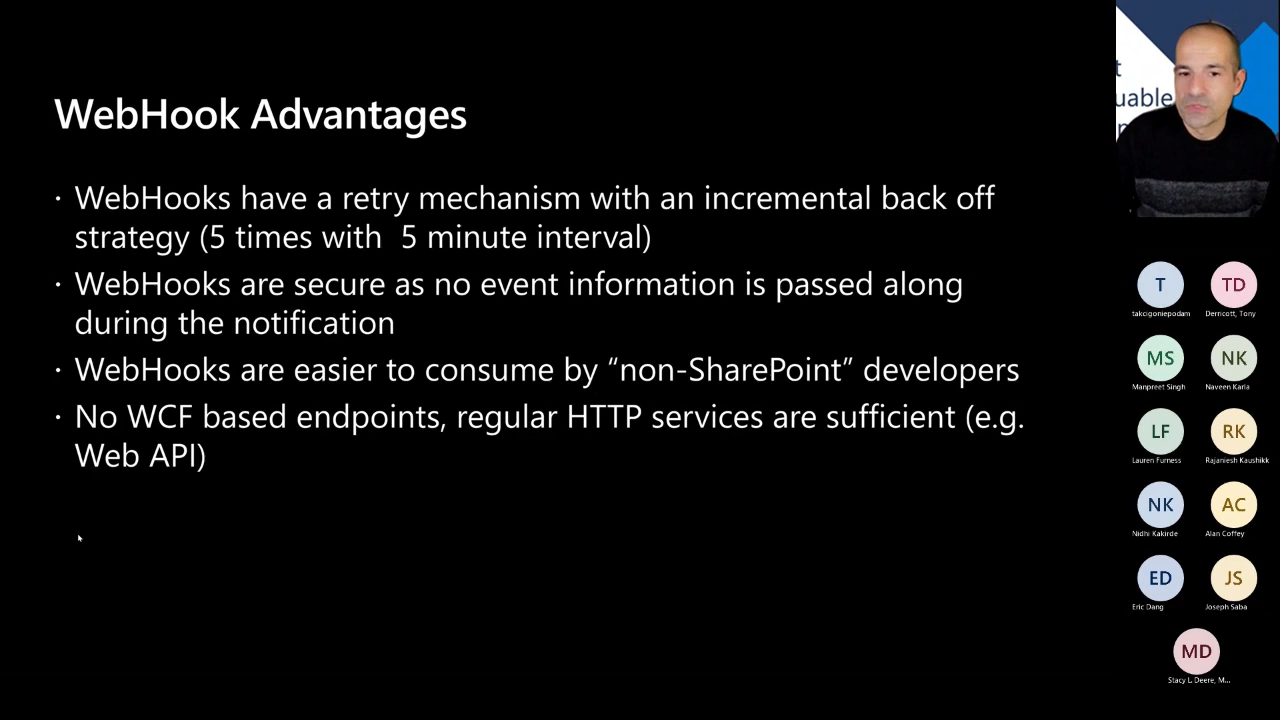 WebHook Advantages
· WebHooks have a retry mechanism with an incremental back off
strategy (5 times with  5 minute interval)
· WebHooks are secure as no event information is passed along
during the notification
· WebHooks are easier to consume by “non-SharePoint” developers
· No WCF based endpoints, regular HTTP services are sufficient (e.g.
Web API)
uable
T
takcigoniepodam
TD
Derricott, Tony
MS
Manpreet Singh
NK
Naveen Karla
LF
Lauren Furness
RK
Rajaniesh Kaushikk
NK
Nidhi Kakirde
AC
Alan Coffey
ED
Eric Dang
JS
Joseph Saba
MD
Stacy L Deere, M...